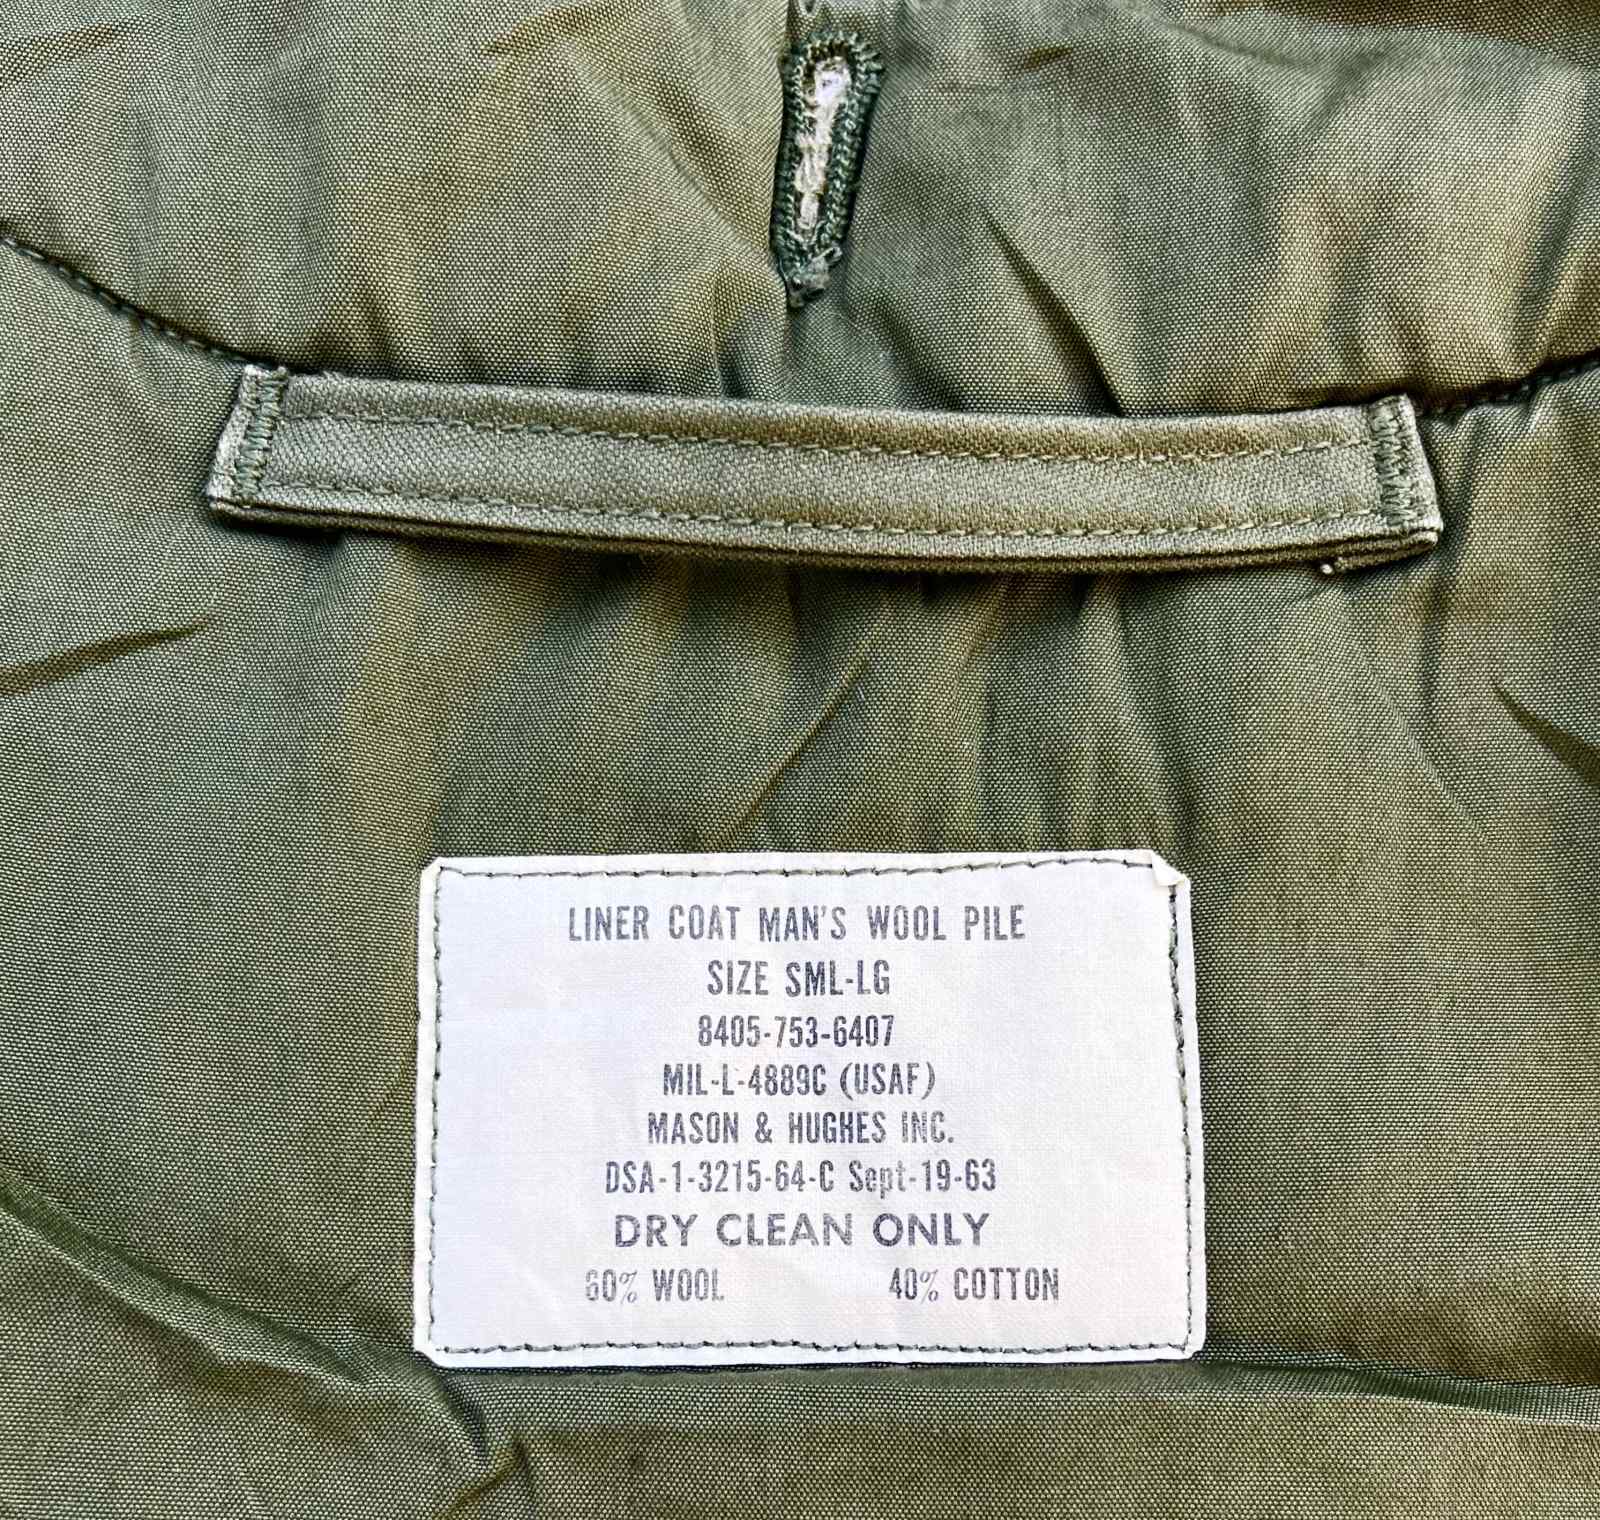 LINER COAT MAN'S WOOL PILE
SIZE SML-LG
8405-753-6407
MIL-L-4889C (USAF)
MASON & HUGHES INC.
DSA-1-3215-64-C Sept-19-63
DRY CLEAN ONLY
60% WOOL 40% COTTON